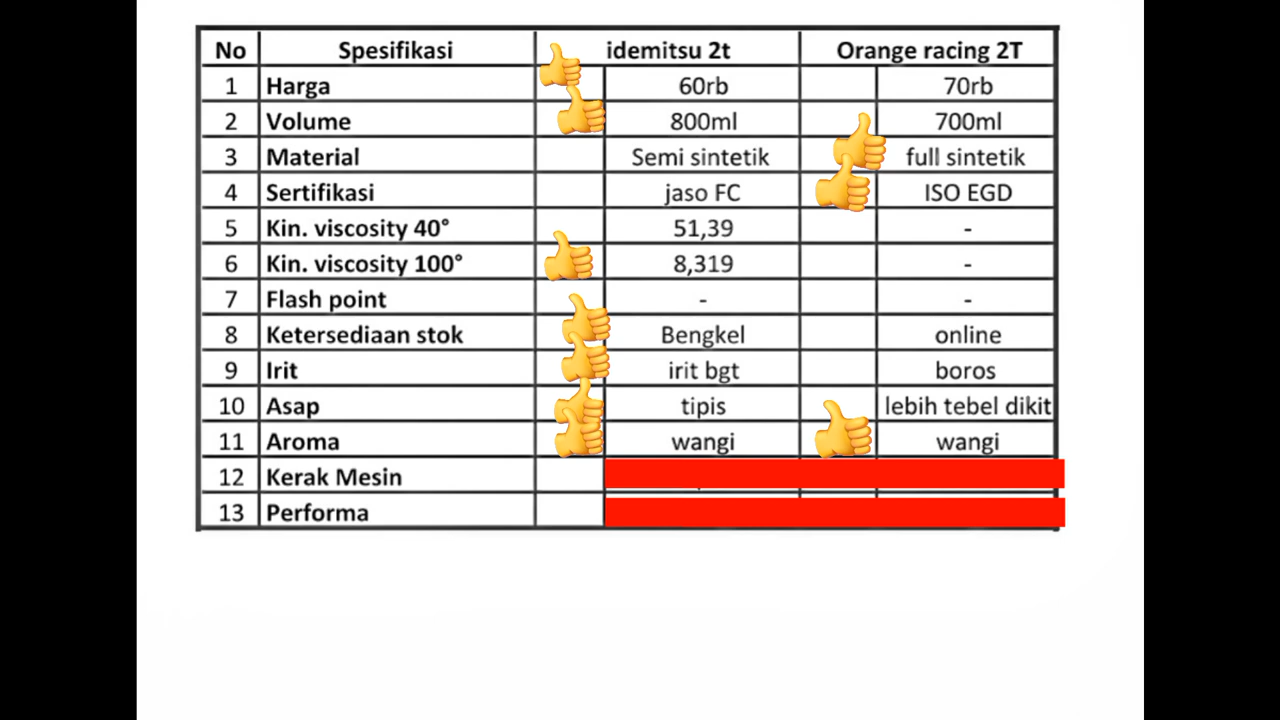 No Spesifikasi idemitsu 2t Orange racing 2T
1 Harga 60rb 70rb
2 Volume 800ml 700ml
3 Material Semi sintetik full sintetik
4 Sertifikasi jaso FC ISO EGD
5 Kin. viscosity 40° 51,39 -
6 Kin. viscosity 100° 8,319 -
7 Flash point - -
8 Ketersediaan stok Bengkel online
9 Irit irit bgt boros
10 Asap tipis lebih tebel dikit
11 Aroma wangi wangi
12 Kerak Mesin
13 Performa